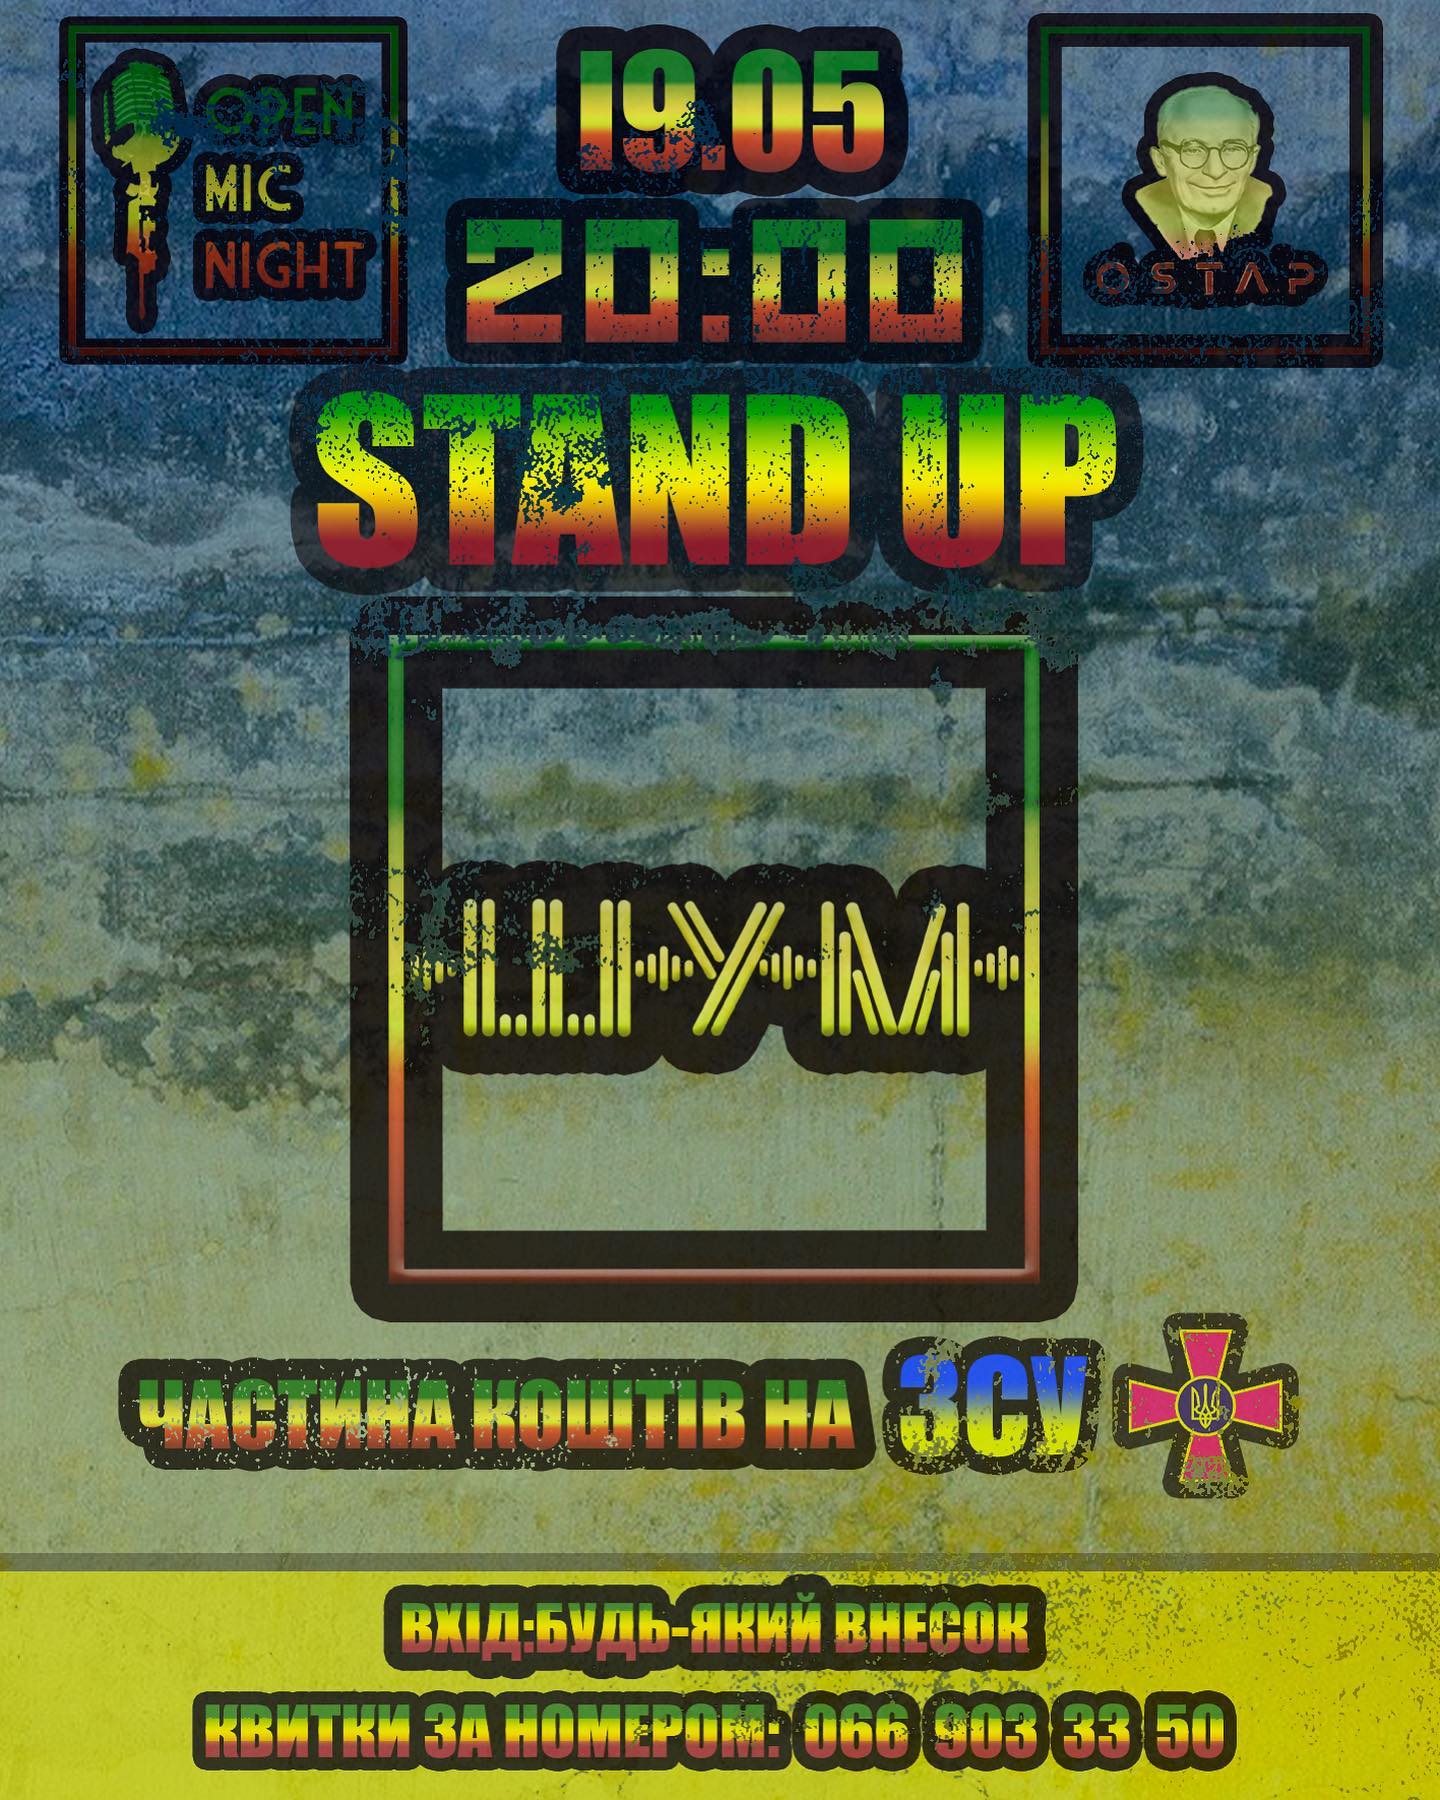 OPEN
MIC
NIGHT
19.05
20:00
OSTAP
STAND UP
ШУМ
ЧАСТИНА КОШТІВ НА ЗСУ
ВХІД:БУДЬ-ЯКИЙ ВНЕСОК
КВИТКИ ЗА НОМЕРОМ: 066 903 33 50